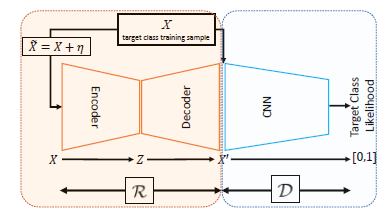 X
target class training sample
X̃ = X + η
Encoder
Decoder
CNN
Target Class
Likelihood
X
Z
X′
[0,1]
ℛ
𝒟